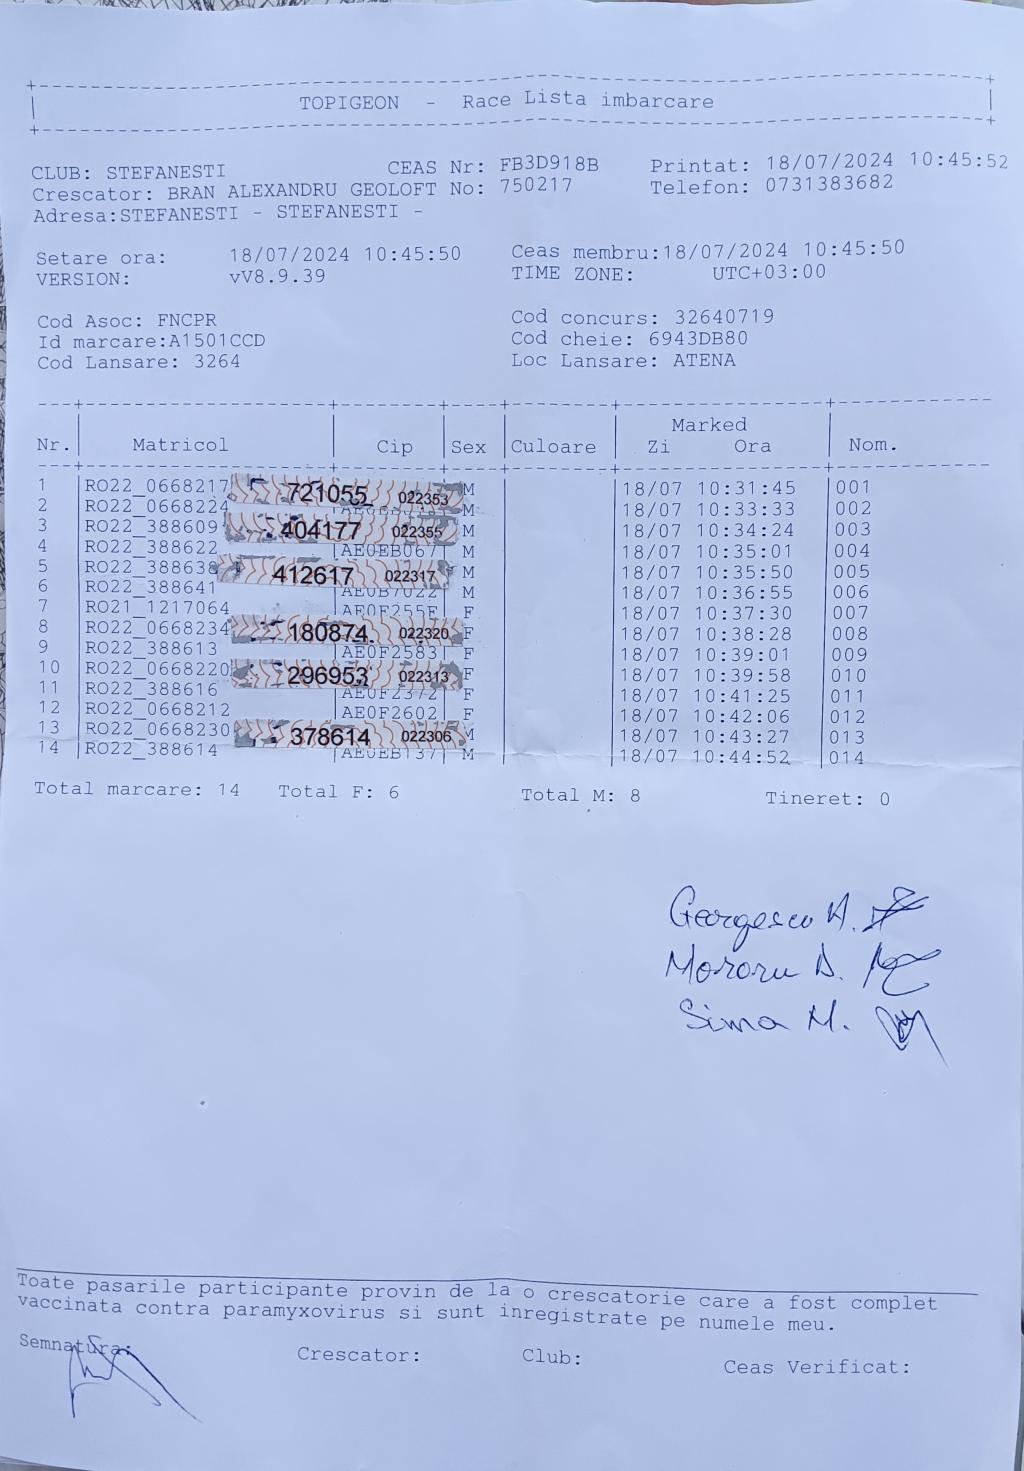 TOPIGEON - Race Lista imbarcare
CLUB: STEFANESTI CEAS Nr: FB3D918B Printat: 18/07/2024 10:45:52
Crescator: BRAN ALEXANDRU GEOLOFT No: 750217 Telefon: 0731383682
Adresa:STEFANESTI - STEFANESTI -
Setare ora: 18/07/2024 10:45:50 Ceas membru:18/07/2024 10:45:50
VERSION: vV8.9.39 TIME ZONE: UTC+03:00
Cod Asoc: FNCPR Cod concurs: 32640719
Id marcare:A1501CCD Cod cheie: 6943DB80
Cod Lansare: 3264 Loc Lansare: ATENA
Marked
Nr. Matricol Cip Sex Culoare Zi Ora Nom.
1 RO22_0668217 721055 022353 M 18/07 10:31:45 001
2 RO22_0668224 M 18/07 10:33:33 002
3 RO22_388609 404177 022355 M 18/07 10:34:24 003
4 RO22_388622 AE0EB067 M 18/07 10:35:01 004
5 RO22_388638 412617 022317 M 18/07 10:35:50 005
6 RO22_388641 AE0B7022 M 18/07 10:36:55 006
7 RO21_1217064 AE0F255F F 18/07 10:37:30 007
8 RO22_0668234 180874 022320 F 18/07 10:38:28 008
9 RO22_388613 AE0F2583 F 18/07 10:39:01 009
10 RO22_0668220 296953 022313 F 18/07 10:39:58 010
11 RO22_388616 AE0F2372 F 18/07 10:41:25 011
12 RO22_0668212 AE0F2602 F 18/07 10:42:06 012
13 RO22_0668230 378614 022306 M 18/07 10:43:27 013
14 RO22_388614 AE0EB137 M 18/07 10:44:52 014
Total marcare: 14 Total F: 6 Total M: 8 Tineret: 0
Georgescu A.
Mororu D.
Sima M.
Toate pasarile participante provin de la o crescatorie care a fost complet
vaccinata contra paramyxovirus si sunt inregistrate pe numele meu.
Semnatura: Crescator: Club: Ceas Verificat: